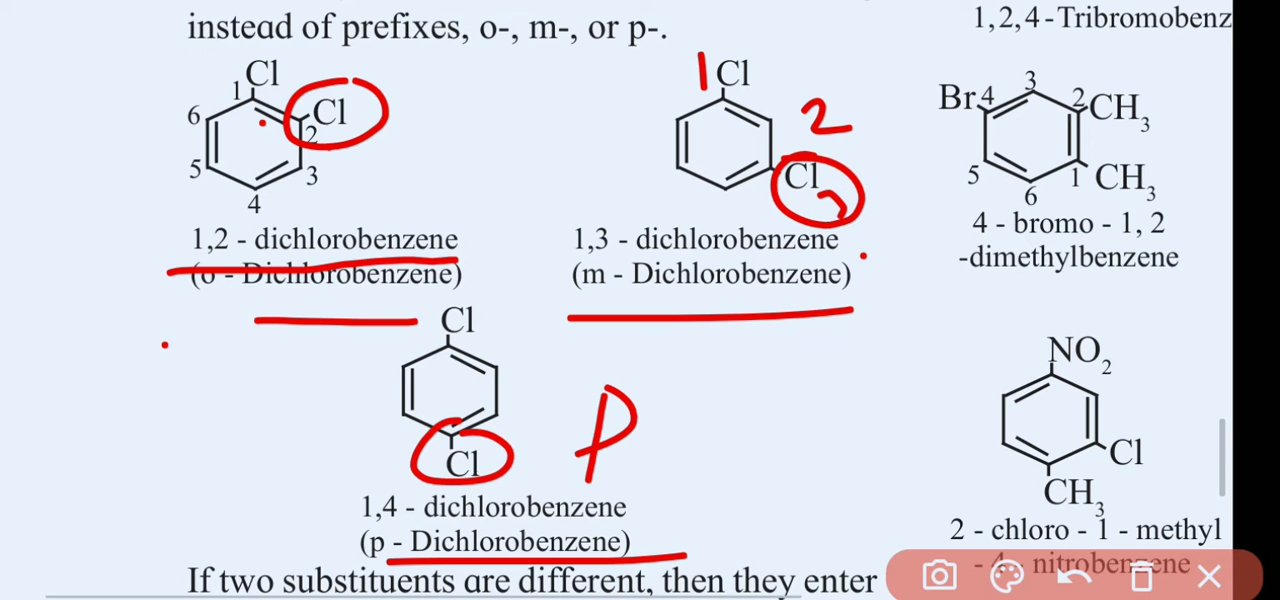 instead of prefixes, o-, m-, or p-.
Cl
1
Cl
2
6
5
3
4
1,2 - dichlorobenzene
(o - Dichlorobenzene)
1
Cl
2
Cl
3
1,3 - dichlorobenzene
(m - Dichlorobenzene)
Cl
Cl
p
1,4 - dichlorobenzene
(p - Dichlorobenzene)
If two substituents are different, then they enter
1,2,4-Tribromobenz
Br 4
3
2 CH3
5
1 CH3
6
4 - bromo - 1, 2
-dimethylbenzene
NO2
Cl
CH3
2 - chloro - 1 - methyl
- 4 - nitrobenzene